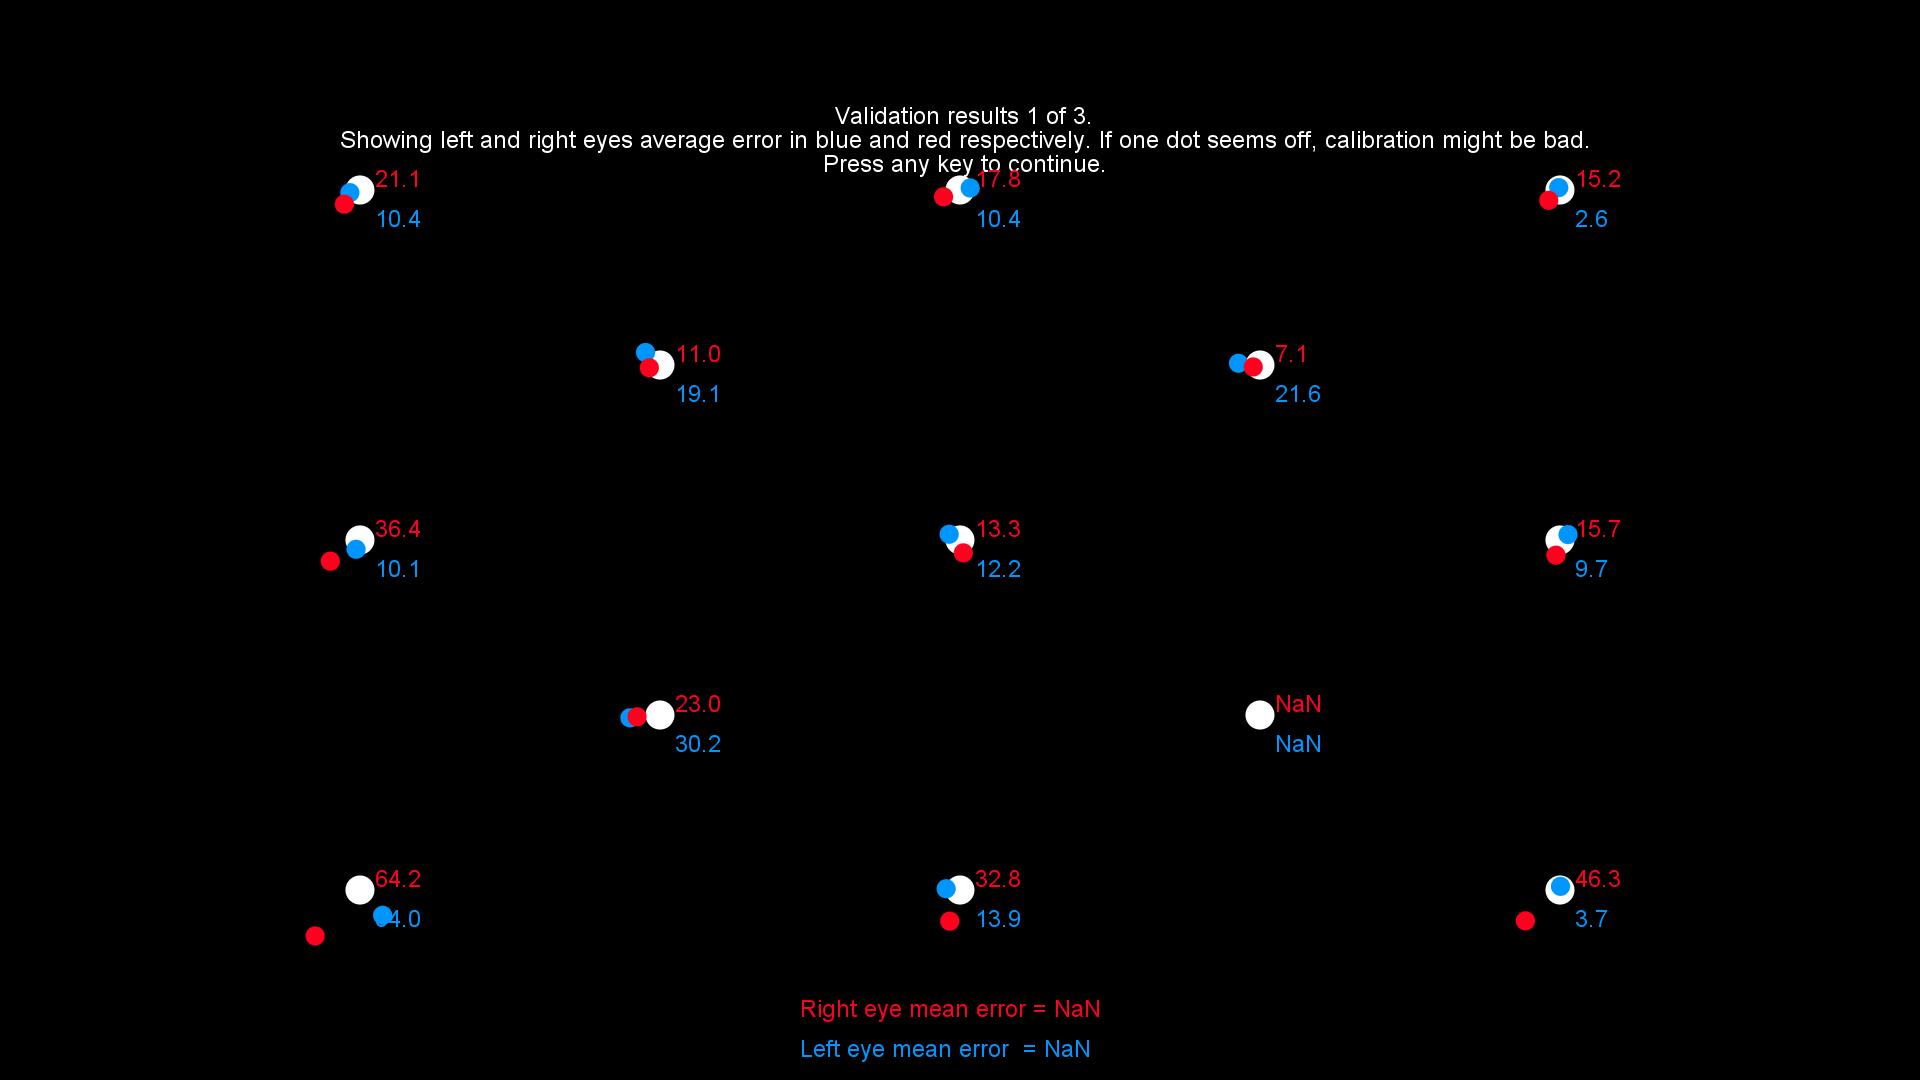 Validation results 1 of 3.
Showing left and right eyes average error in blue and red respectively. If one dot seems off, calibration might be bad.
Press any key to continue.
21.1 17.8 15.2
10.4 10.4 2.6
11.0 7.1
19.1 21.6
36.4 13.3 15.7
10.1 12.2 9.7
23.0 NaN
30.2 NaN
64.2 32.8 46.3
13.9 3.7
Right eye mean error = NaN
Left eye mean error = NaN